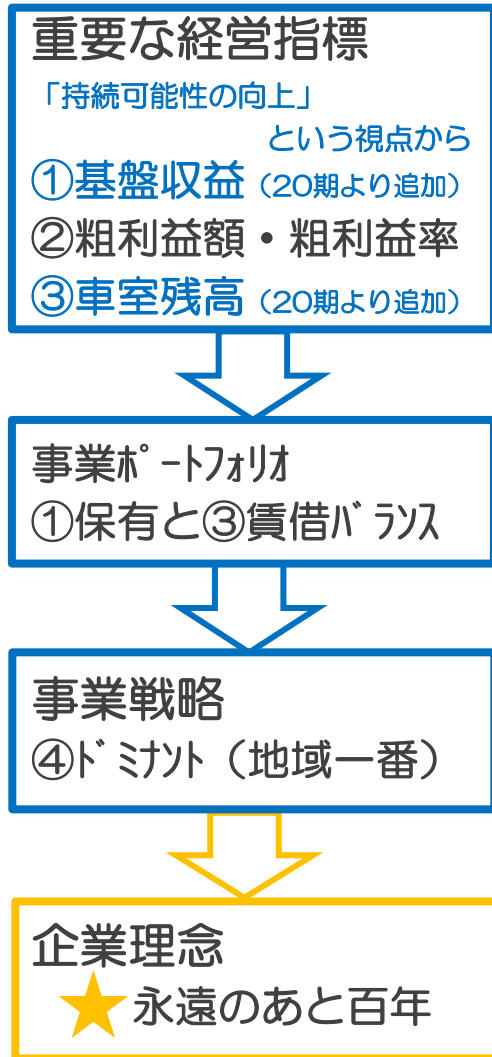 重要な経営指標
「持続可能性の向上」
という視点から
①基盤収益（20期より追加）
②粗利益額・粗利益率
③車室残高（20期より追加）
事業ﾎﾟｰﾄﾌｫﾘｵ
①保有と③賃借ﾊﾞﾗﾝｽ
事業戦略
④ﾄﾞﾐﾅﾝﾄ（地域一番）
企業理念
★永遠のあと百年